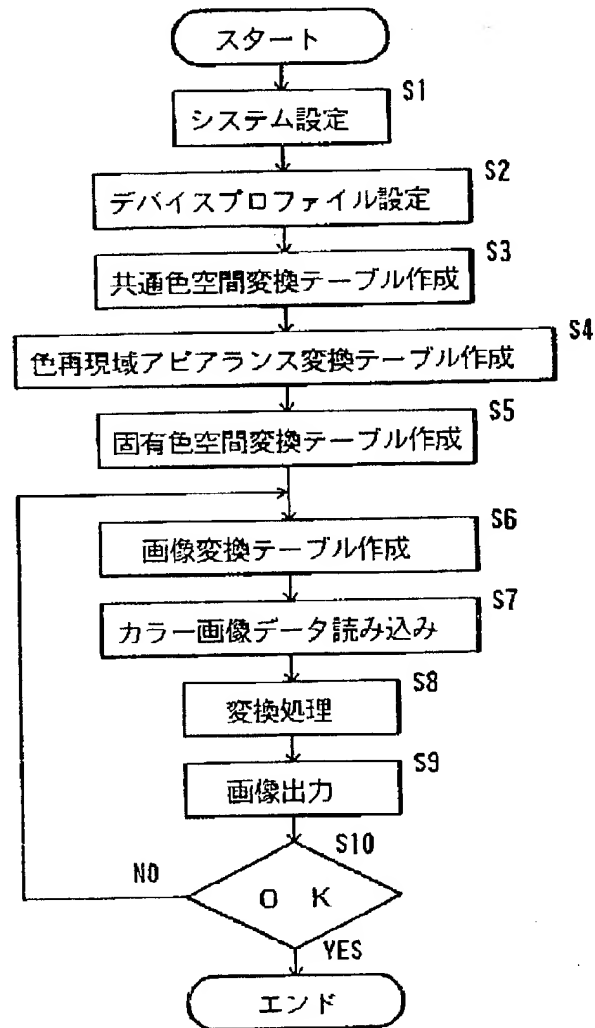 スタート
S1
システム設定
S2
デバイスプロファイル設定
S3
共通色空間変換テーブル作成
S4
色再現域アピアランス変換テーブル作成
S5
固有色空間変換テーブル作成
S6
画像変換テーブル作成
S7
カラー画像データ読み込み
S8
変換処理
S9
画像出力
S10
NO
O K
YES
エンド